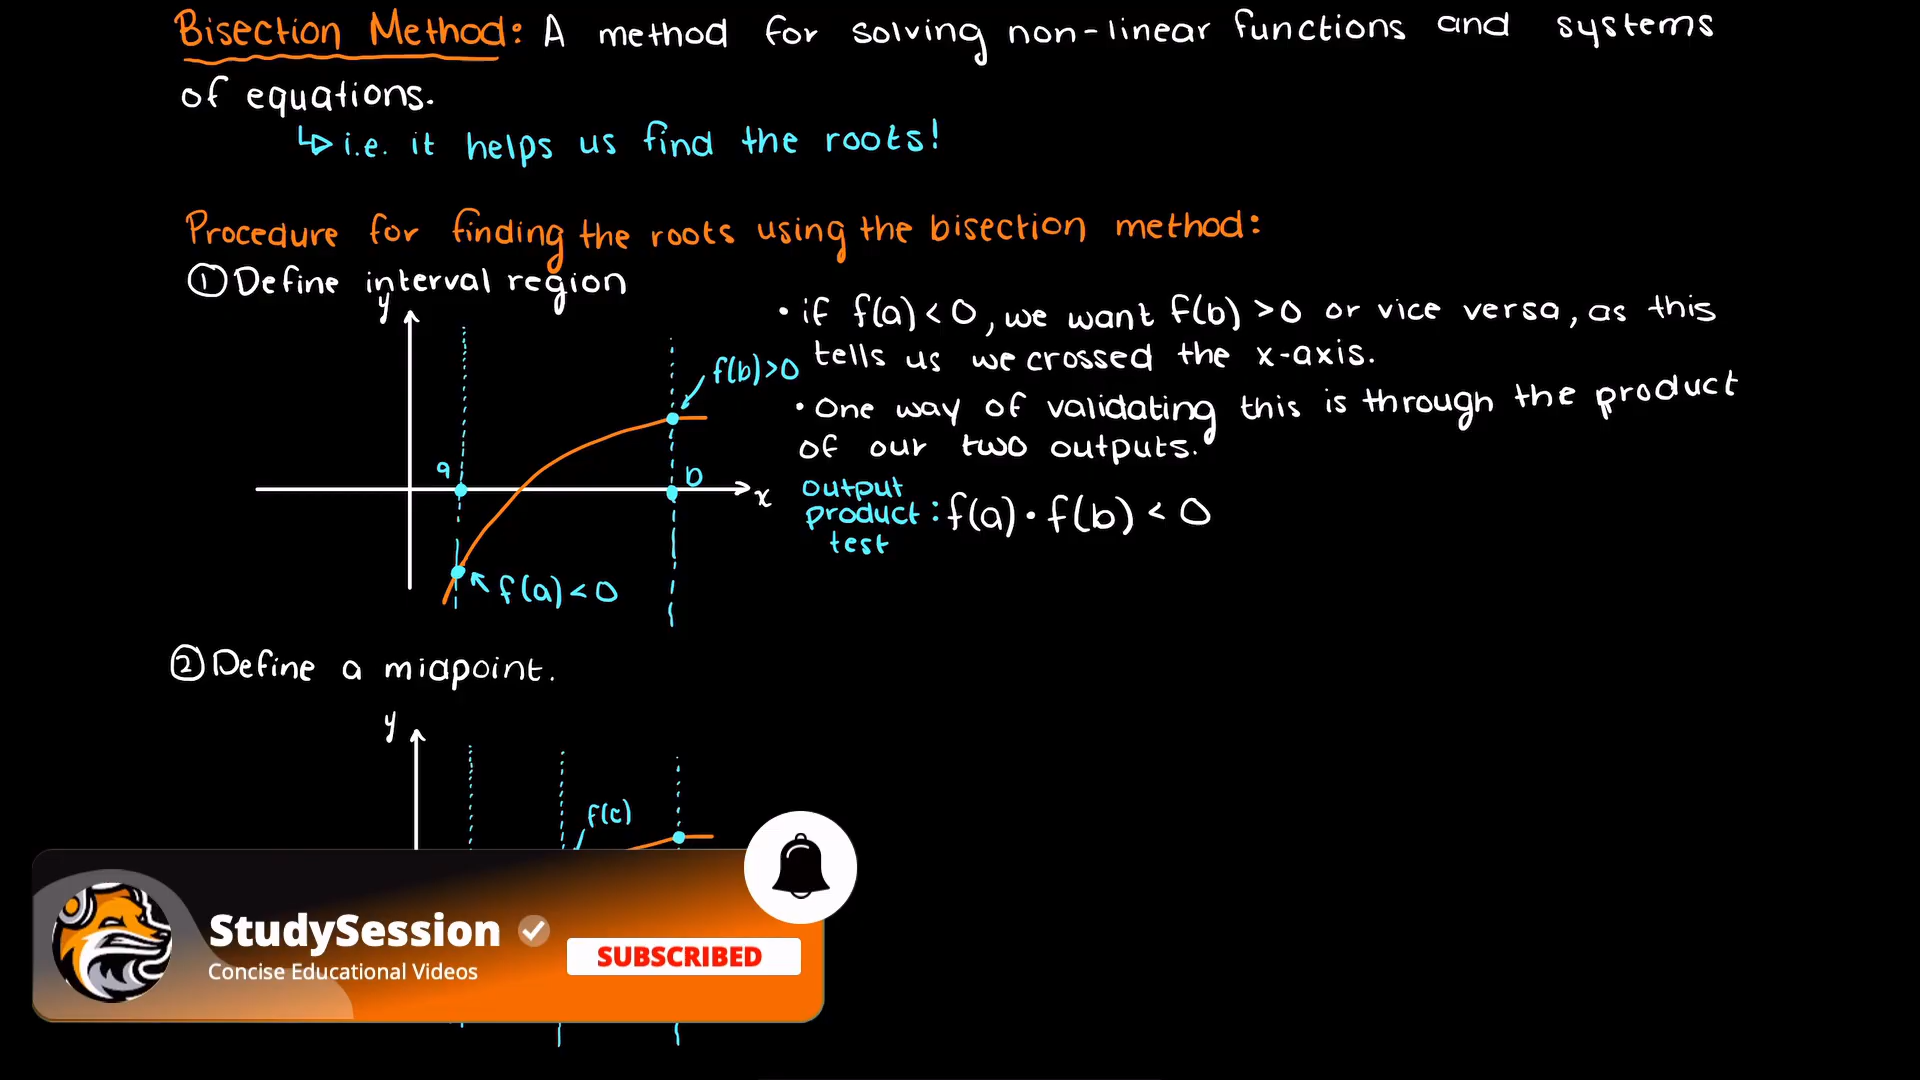 Bisection Method: A method for solving non-linear functions and systems
of equations.
↳ i.e. it helps us find the roots!
Procedure for finding the roots using the bisection method:
① Define interval region
y
• if f(a) < 0, we want f(b) > 0 or vice versa, as this
tells us we crossed the x-axis.
f(b)>0
• One way of validating this is through the product
of our two outputs.
a
b
x
output
product : f(a) • f(b) < 0
test
f(a) < 0
② Define a midpoint.
y
f(c)
StudySession
Concise Educational Videos
SUBSCRIBED